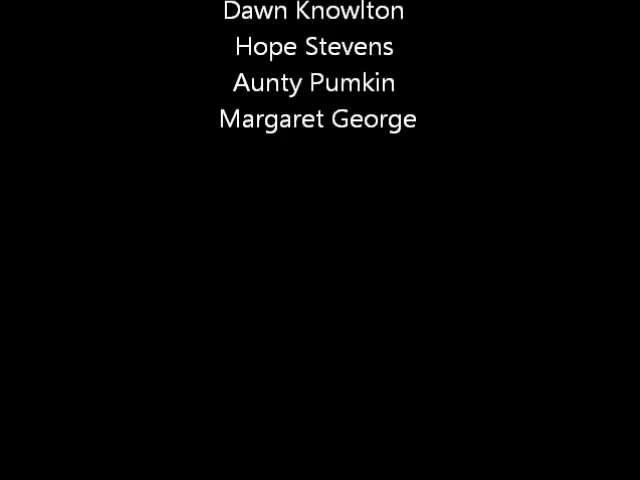 Dawn Knowlton
Hope Stevens
Aunty Pumkin
Margaret George